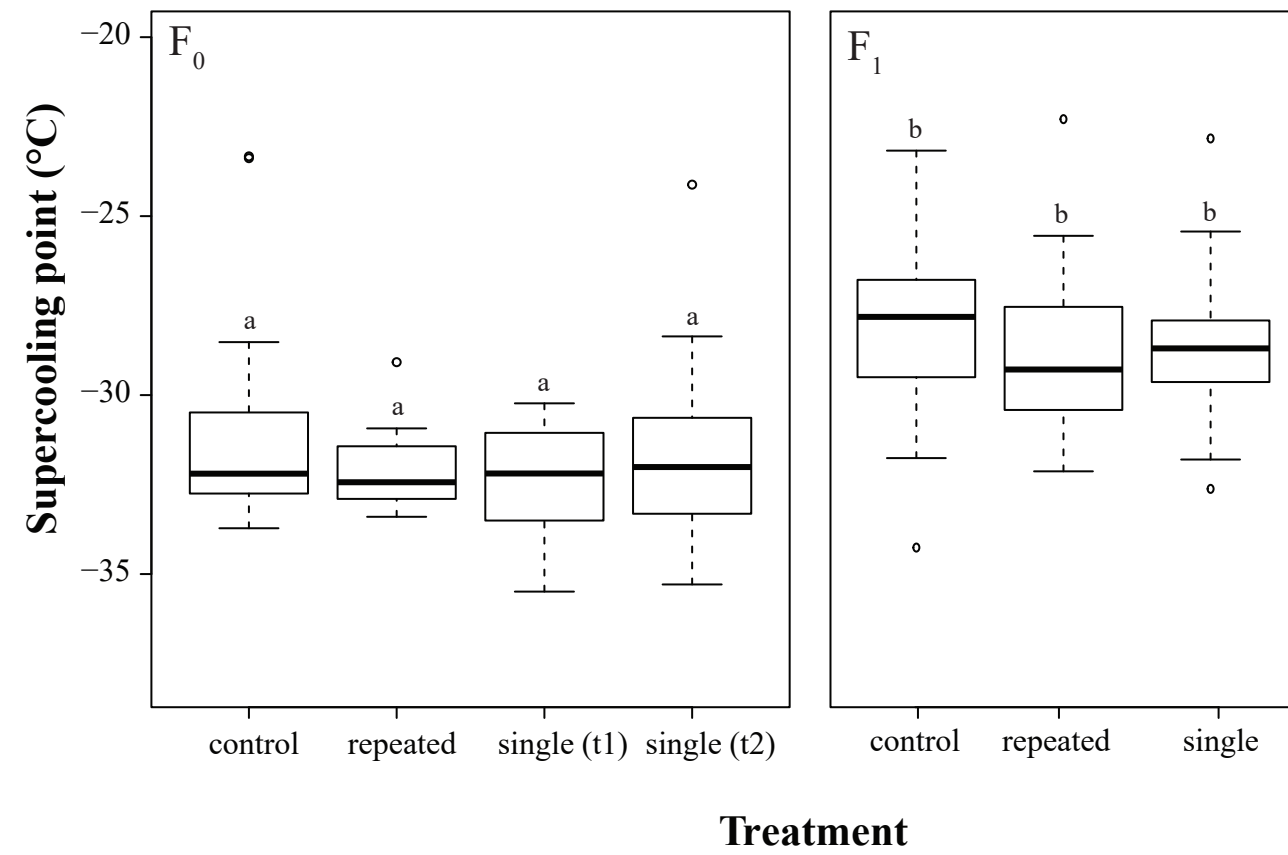 Supercooling point (°C)
−20
−25
−30
−35
F0
a
a
a
a
control repeated single (t1) single (t2)
F1
b
b
b
control repeated single
Treatment